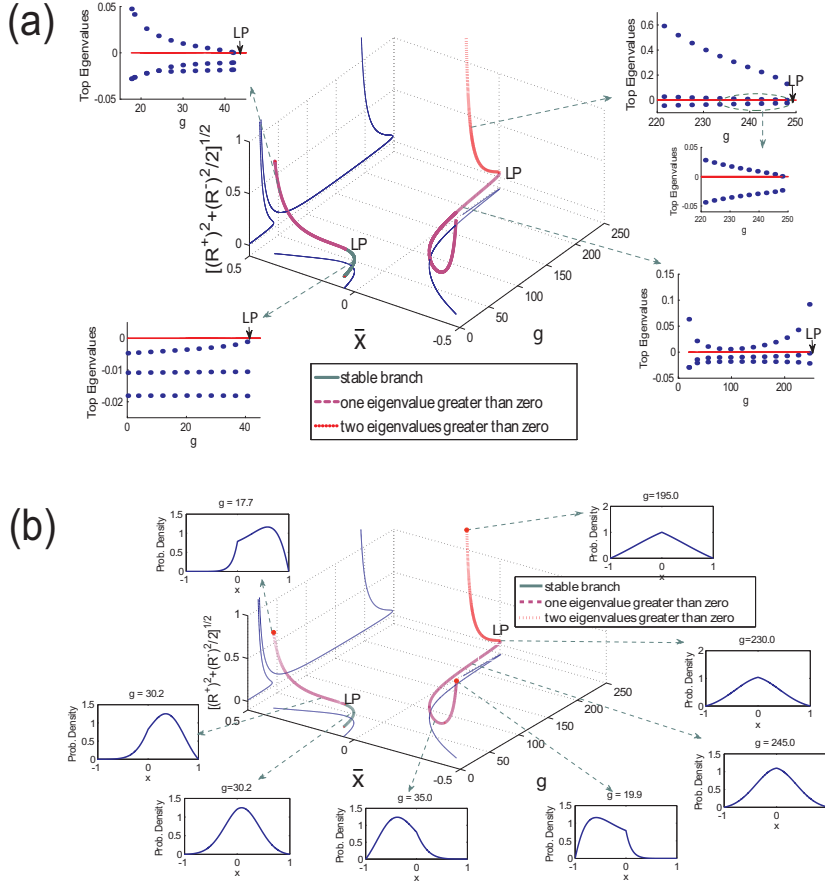 (a)
0.05
0
-0.05
20
30
40
g
Top Eigenvalues
LP
0.6
0.4
0.2
0
220
230
240
250
g
Top Eigenvalues
LP
0.05
0
-0.05
220
230
240
250
g
Top Eigenvalues
[(R⁺)²+(R⁻)²/2]^1/2
1
0.5
0
0.5
0
-0.5
x̄
0
50
100
150
200
250
g
LP
LP
0
-0.01
-0.02
0
20
40
g
Top Eigenvalues
LP
0.15
0.1
0.05
0
0.05
0
100
200
g
Top Eigenvalues
LP
stable branch
one eigenvalue greater than zero
two eigenvalues greater than zero
(b)
g = 17.7
Prob. Density
1.5
1
0.5
0
-1
0
1
x
g=195.0
Prob. Density
2
1
0
-1
0
1
x
stable branch
one eigenvalue greater than zero
two eigenvalues greater than zero
[(R⁺)²+(R⁻)²/2]^1/2
1
0.5
0
0.5
0
-0.5
x̄
0
50
100
150
200
250
g
LP
LP
g=230.0
Prob. Density
2
1
0
-1
0
1
x
g = 30.2
Prob. Density
1.5
1
0.5
0
-1
0
1
x
g = 245.0
Prob. Density
1.5
1
0.5
0
-1
0
x
g=30.2
Prob. Density
1.5
1
0.5
0
-1
0
1
x
g = 35.0
Prob. Density
1.5
1
0.5
0
-1
0
1
x
g = 19.9
Prob. Density
1
0
-1
0
1
x